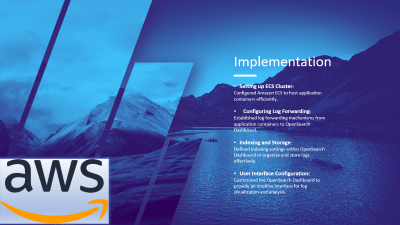 Implementation
• Setting up ECS Cluster:
Configured Amazon ECS to host application
containers efficiently.
• Configuring Log Forwarding:
Established log forwarding mechanisms from
application containers to OpenSearch
Dashboard.
• Indexing and Storage:
Defined indexing settings within OpenSearch
Dashboard to organize and store logs
effectively.
• User Interface Configuration:
Customized the OpenSearch Dashboard to
provide an intuitive interface for log
visualization and analysis.
aws